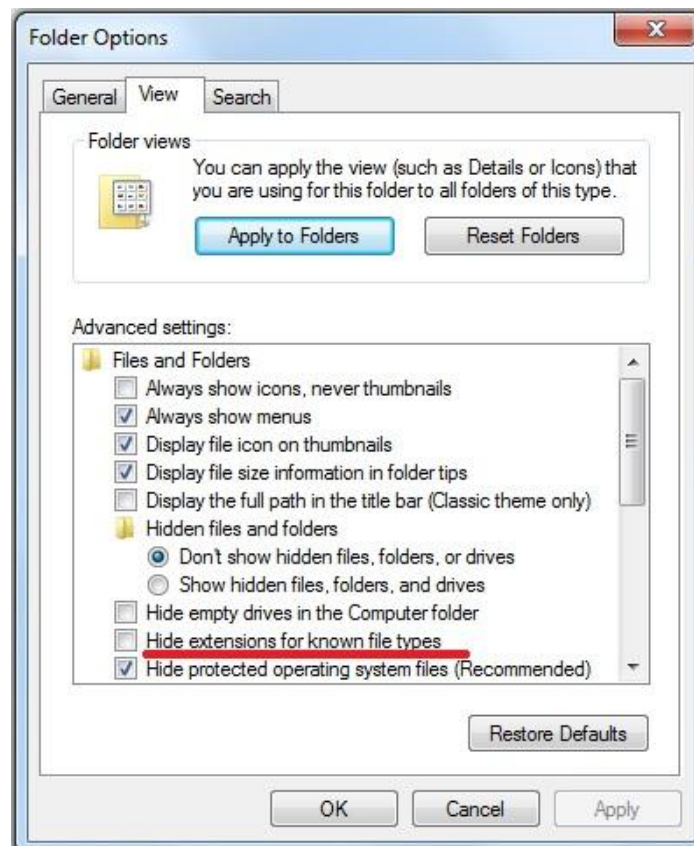 Folder Options
General View Search
Folder views
You can apply the view (such as Details or Icons) that
you are using for this folder to all folders of this type.
Apply to Folders Reset Folders
Advanced settings:
Files and Folders
Always show icons, never thumbnails
Always show menus
Display file icon on thumbnails
Display file size information in folder tips
Display the full path in the title bar (Classic theme only)
Hidden files and folders
Don't show hidden files, folders, or drives
Show hidden files, folders, and drives
Hide empty drives in the Computer folder
Hide extensions for known file types
Hide protected operating system files (Recommended)
Restore Defaults
OK Cancel Apply